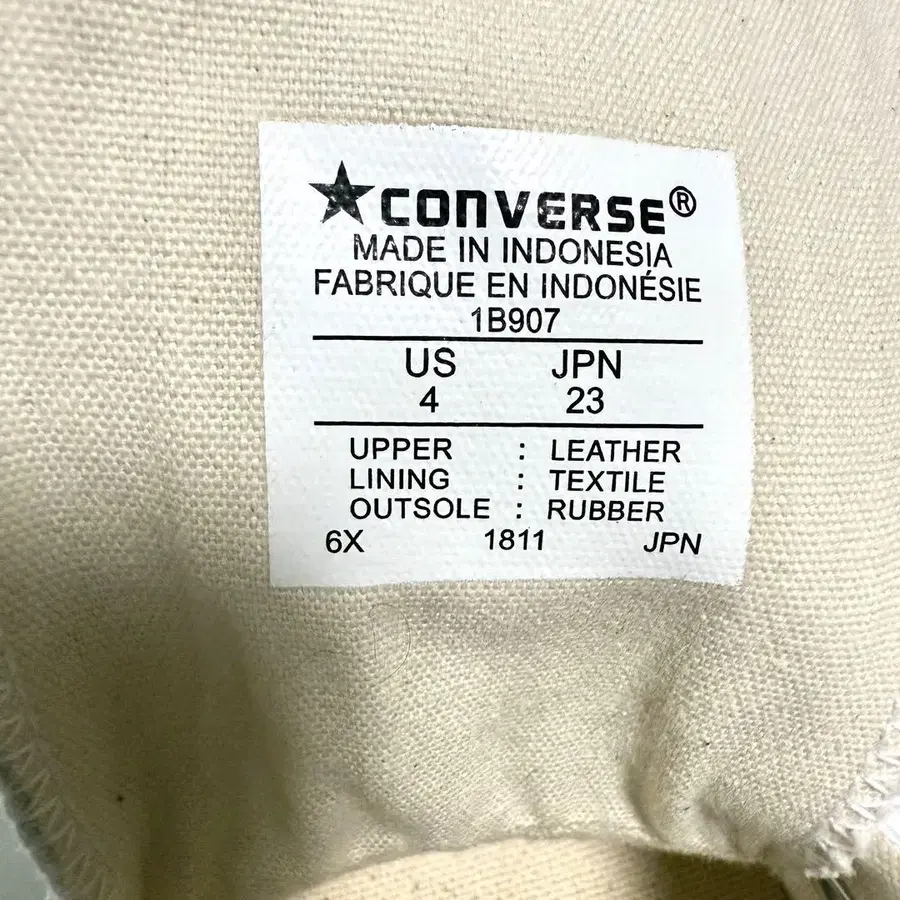 ★CONVERSE®
MADE IN INDONESIA
FABRIQUE EN INDONÉSIE
1B907
US JPN
4 23
UPPER : LEATHER
LINING : TEXTILE
OUTSOLE : RUBBER
6X 1811 JPN